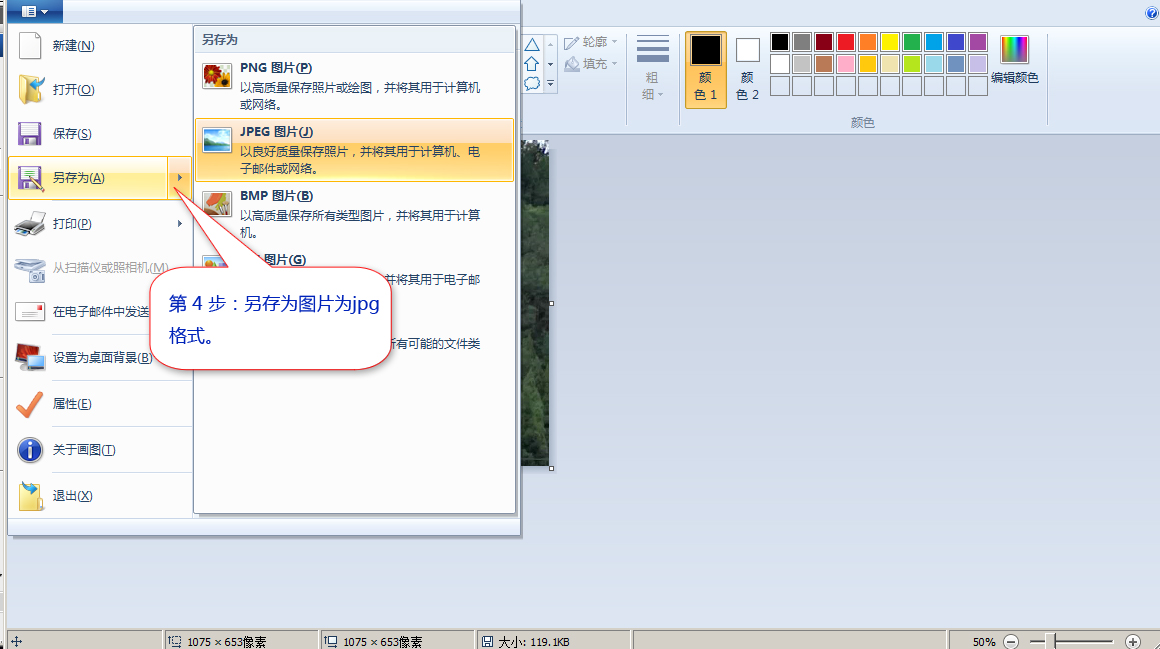 新建(N)
打开(O)
保存(S)
另存为(A)
打印(P)
从扫描仪或照相机(M)
在电子邮件中发送
设置为桌面背景(B)
属性(E)
关于画图(T)
退出(X)
另存为
PNG 图片(P)
以高质量保存照片或绘图，并将其用于计算机
或网络。
JPEG 图片(J)
以良好质量保存照片，并将其用于计算机、电
子邮件或网络。
BMP 图片(B)
以高质量保存所有类型图片，并将其用于计算
机。
图片(G)
并将其用于电子邮
所有可能的文件类
第 4 步：另存为图片为jpg
格式。
轮廓
填充
粗
细
颜
色 1
颜
色 2
编辑颜色
颜色
1075 × 653像素
1075 × 653像素
大小: 119.1KB
50%